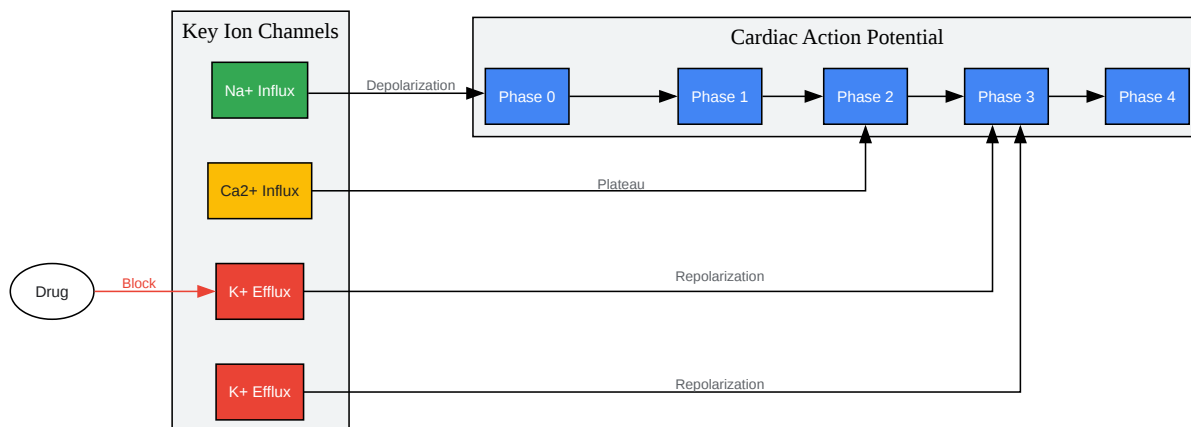 Key Ion Channels
Cardiac Action Potential
Na+ Influx
Depolarization
Phase 0
Phase 1
Phase 2
Phase 3
Phase 4
Ca2+ Influx
Plateau
Drug
Block
K+ Efflux
Repolarization
K+ Efflux
Repolarization